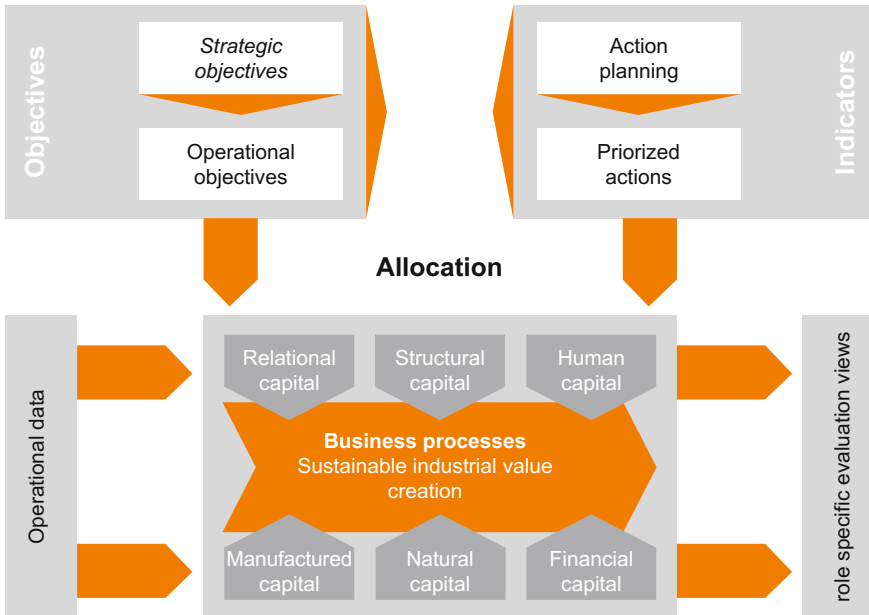 Objectives
Strategic
objectives
Operational
objectives
Action
planning
Priorized
actions
Indicators
Allocation
Operational data
Relational
capital
Structural
capital
Human
capital
Business processes
Sustainable industrial value
creation
Manufactured
capital
Natural
capital
Financial
capital
role specific evaluation views